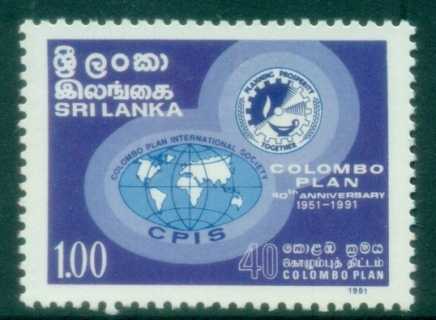 ශ්‍රී ලංකා
இலங்கை
SRI LANKA
PLANNING PROSPERITY
TOGETHER
COLOMBO PLAN INTERNATIONAL SOCIETY
CPIS
COLOMBO
PLAN
40TH ANNIVERSARY
1951-1991
1.00
40
කොළඹ ක්‍රමය
கொழும்புத் திட்டம்
COLOMBO PLAN
1991